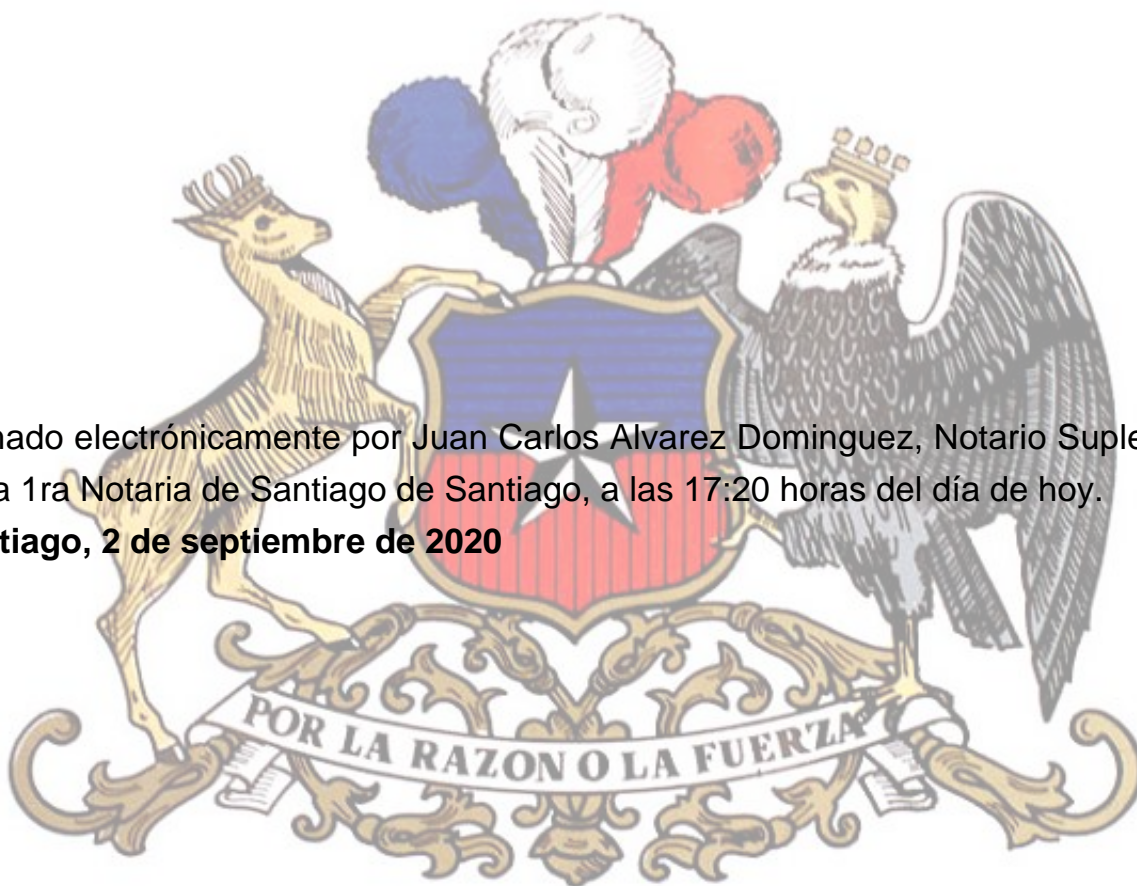 nado electrónicamente por Juan Carlos Alvarez Dominguez, Notario Suple
a 1ra Notaria de Santiago de Santiago, a las 17:20 horas del día de hoy.
tiago, 2 de septiembre de 2020
POR LA RAZON O LA FUERZA